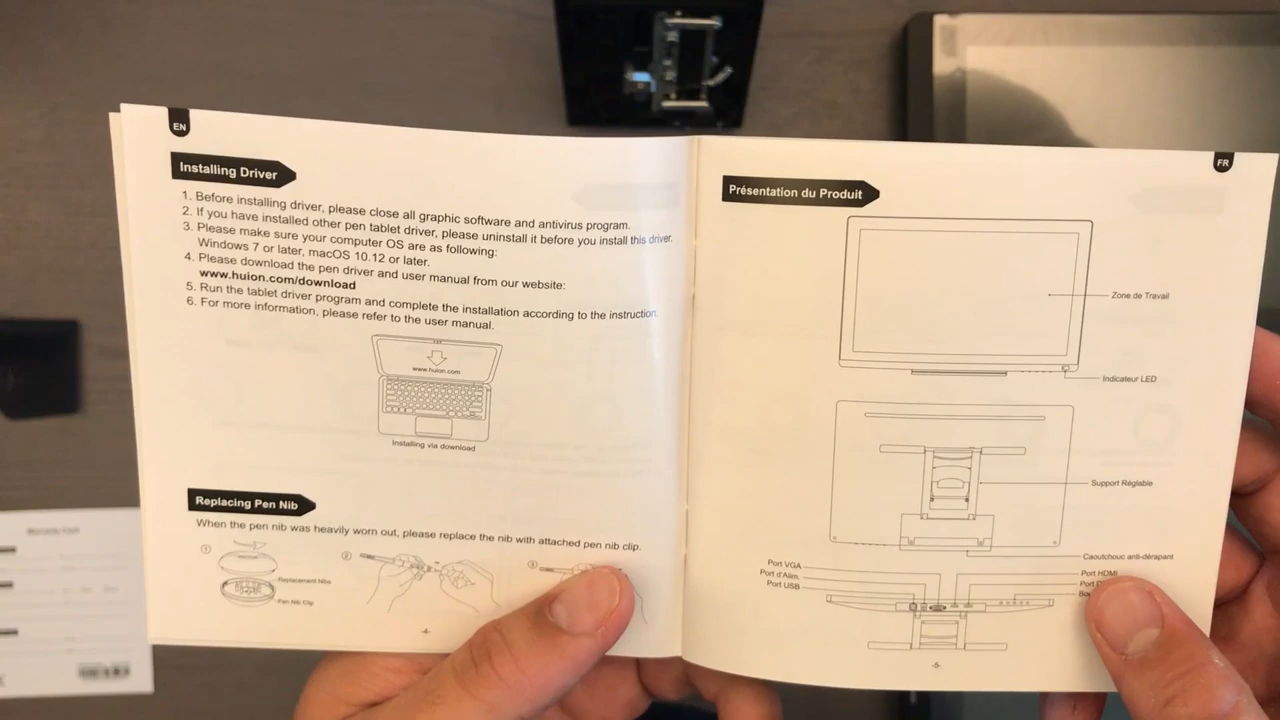 EN
Installing Driver
1. Before installing driver, please close all graphic software and antivirus program.
2. If you have installed other pen tablet driver, please uninstall it before you install this driver.
3. Please make sure your computer OS are as following:
Windows 7 or later, macOS 10.12 or later.
4. Please download the pen driver and user manual from our website:
www.huion.com/download
5. Run the tablet driver program and complete the installation according to the instruction.
6. For more information, please refer to the user manual.
www.huion.com
Installing via download
Replacing Pen Nib
When the pen nib was heavily worn out, please replace the nib with attached pen nib clip.
1
2
3
Replacement Nibs
Pen Nib Clip
-4-
FR
Présentation du Produit
Zone de Travail
Indicateur LED
Support Réglable
Caoutchouc anti-dérapant
Port VGA
Port d'Alim.
Port USB
Port HDMI
Port
-5-
Warranty Card